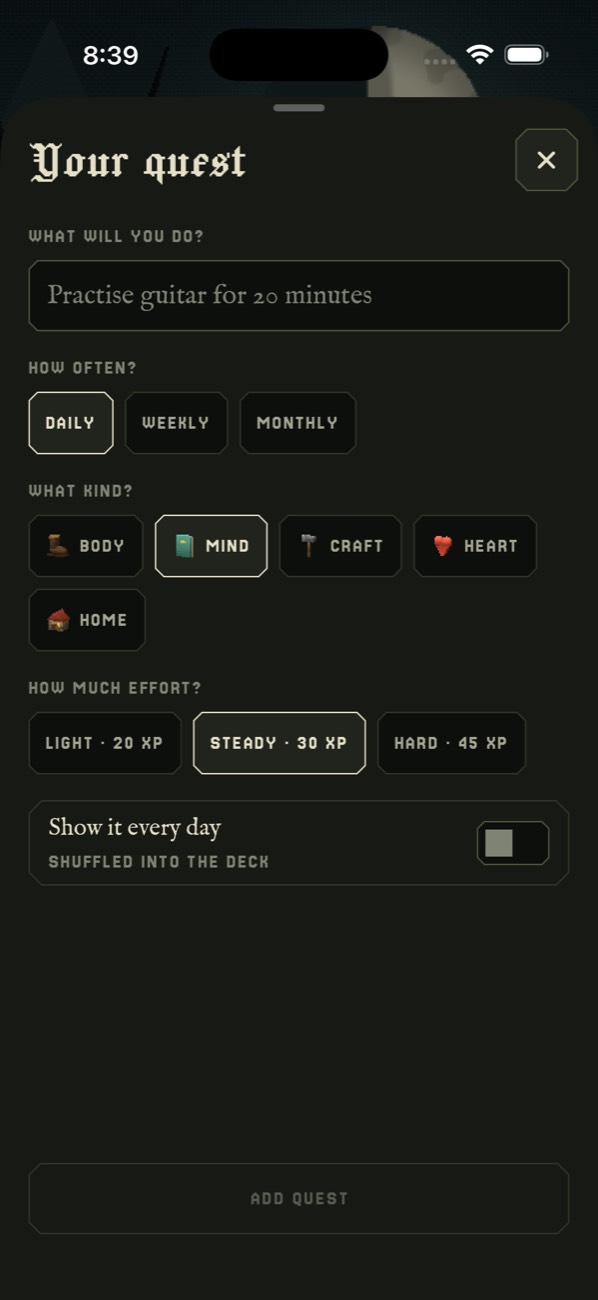 8:39
Your quest
WHAT WILL YOU DO?
Practise guitar for 20 minutes
HOW OFTEN?
DAILY WEEKLY MONTHLY
WHAT KIND?
BODY MIND CRAFT HEART
HOME
HOW MUCH EFFORT?
LIGHT · 20 XP STEADY · 30 XP HARD · 45 XP
Show it every day
SHUFFLED INTO THE DECK
ADD QUEST